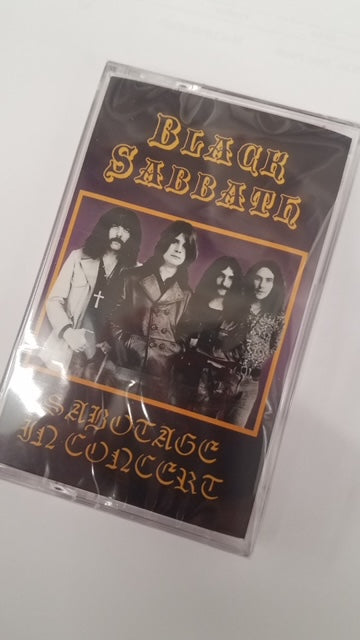 BLACK
SABBATH
SABOTAGE
IN CONCERT